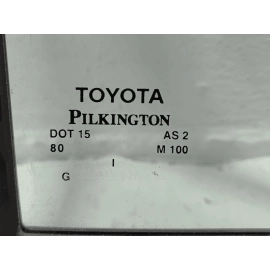 TOYOTA
PILKINGTON
DOT 15 AS 2
80 M 100
I
G